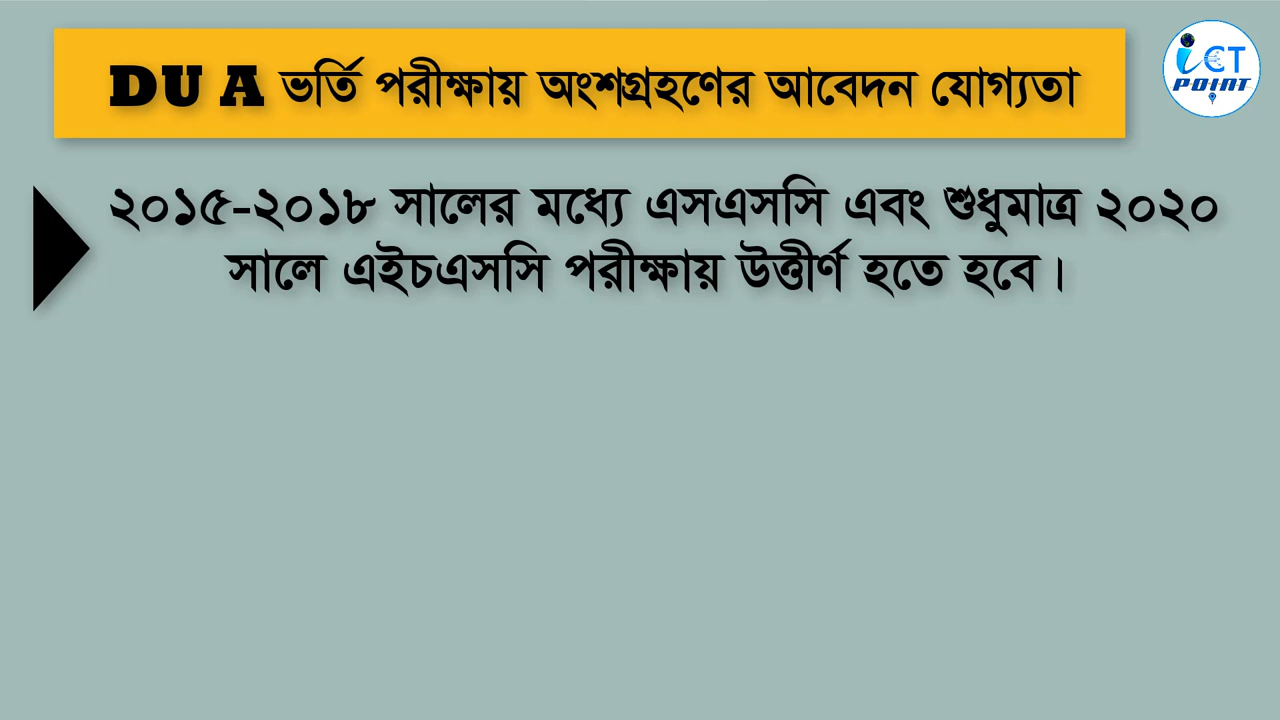 DU A ভর্তি পরীক্ষায় অংশগ্রহণের আবেদন যোগ্যতা
iCT
POINT
২০১৫-২০১৮ সালের মধ্যে এসএসসি এবং শুধুমাত্র ২০২০
সালে এইচএসসি পরীক্ষায় উত্তীর্ণ হতে হবে।